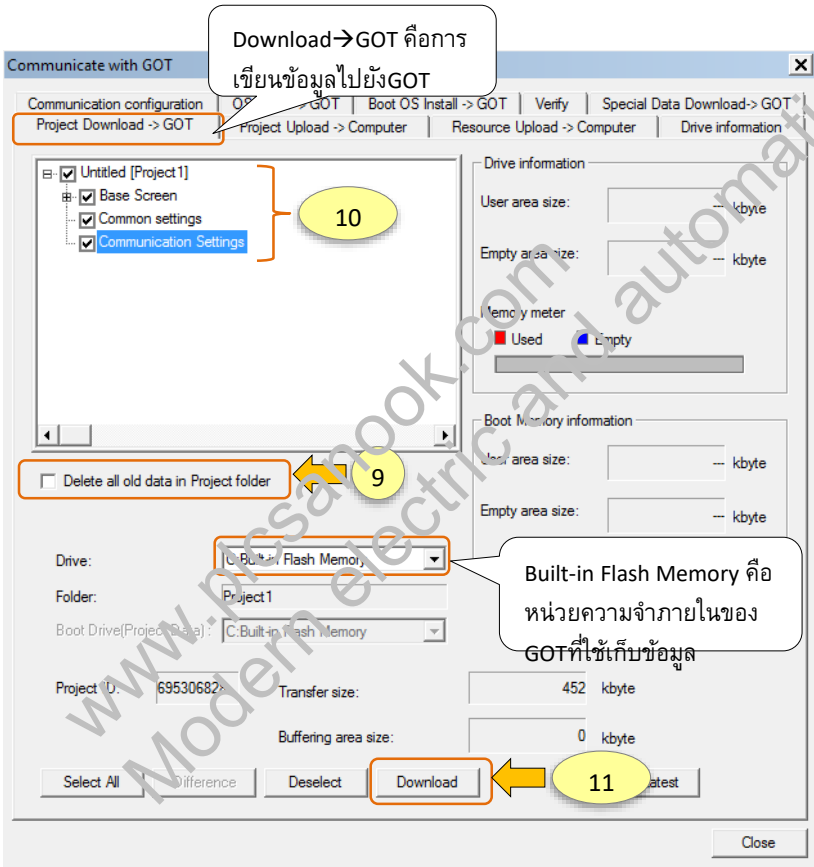 Download→GOT คือการ
เขียนข้อมูลไปยังGOT
Communicate with GOT
Communication configuration
GOT
Boot OS Install -> GOT
Verify
Special Data Download-> GOT
Project Download -> GOT
Project Upload -> Computer
Resource Upload -> Computer
Drive information
Untitled [Project1]
Base Screen
Common settings
Communication Settings
10
Drive information
User area size:
--- kbyte
Empty area size:
--- kbyte
Memory meter
Used
Empty
Boot Memory information
User area size:
--- kbyte
Empty area size:
--- kbyte
Delete all old data in Project folder
9
Drive:
C:Built-in Flash Memory
Folder:
Project1
Boot Drive(Project Data) :
C:Built-in Flash Memory
Built-in Flash Memory คือ
หน่วยความจำภายในของ
GOTที่ใช้เก็บข้อมูล
Project ID:
69530682
Transfer size:
452 kbyte
Buffering area size:
0 kbyte
Select All
Difference
Deselect
Download
11
Close
www.plcsanook.com
Modern electric and automati